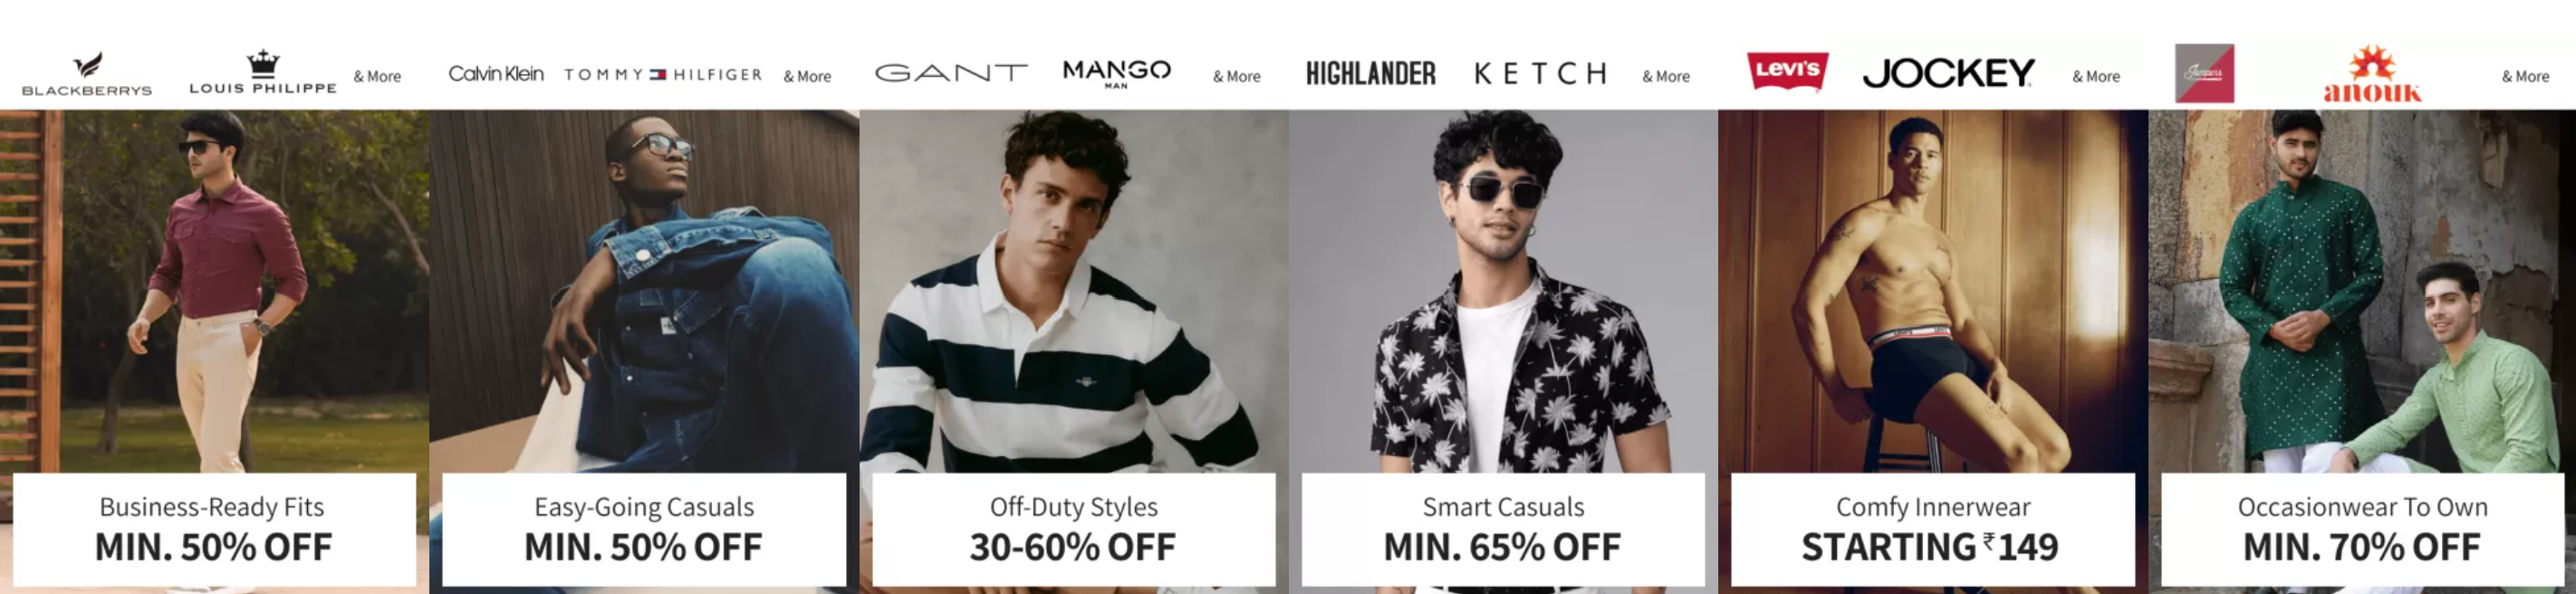 BLACKBERRYS
LOUIS PHILIPPE
& More
Business-Ready Fits
MIN. 50% OFF
Calvin Klein
TOMMY HILFIGER
& More
Easy-Going Casuals
MIN. 50% OFF
GANT
MANGO
MAN
& More
Off-Duty Styles
30-60% OFF
HIGHLANDER
KETCH
& More
Smart Casuals
MIN. 65% OFF
LEVI'S
JOCKEY
& More
Comfy Innerwear
STARTING ₹149
Jompers
anouk
& More
Occasionwear To Own
MIN. 70% OFF